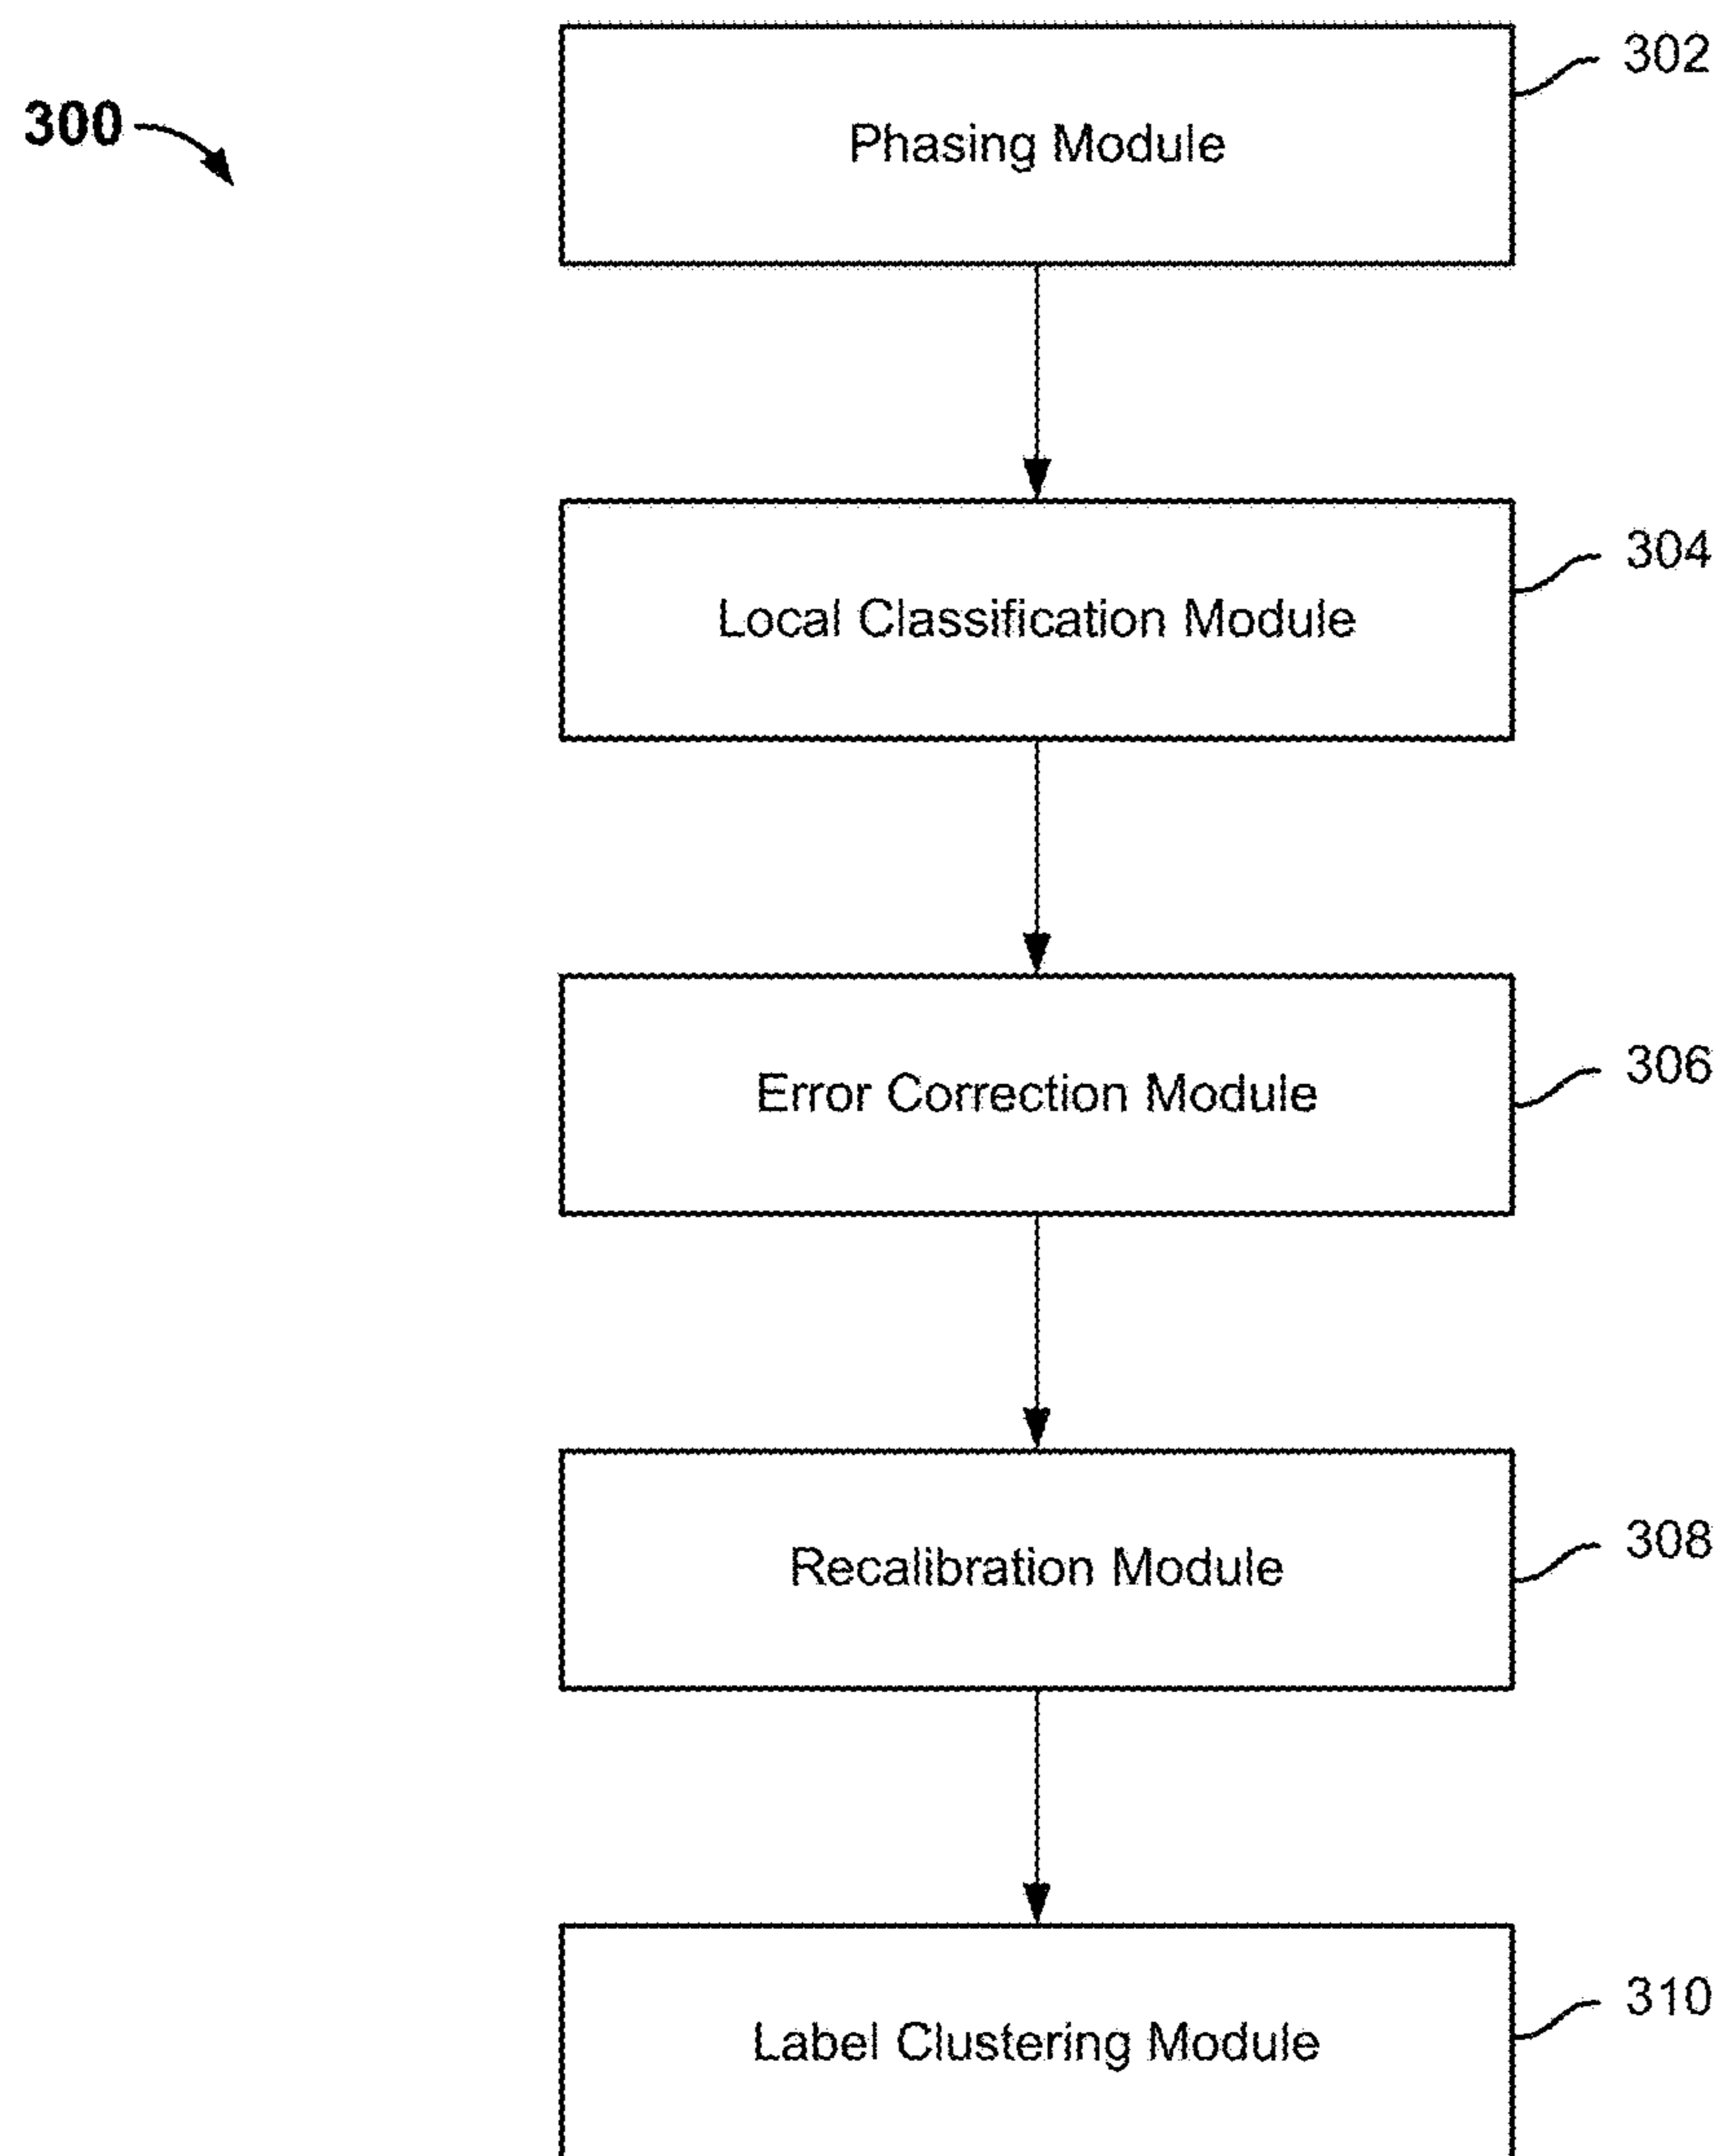 302
300
Phasing Module
304
Local Classification Module
306
Error Correction Module
308
Recalibration Module
310
Label Clustering Module